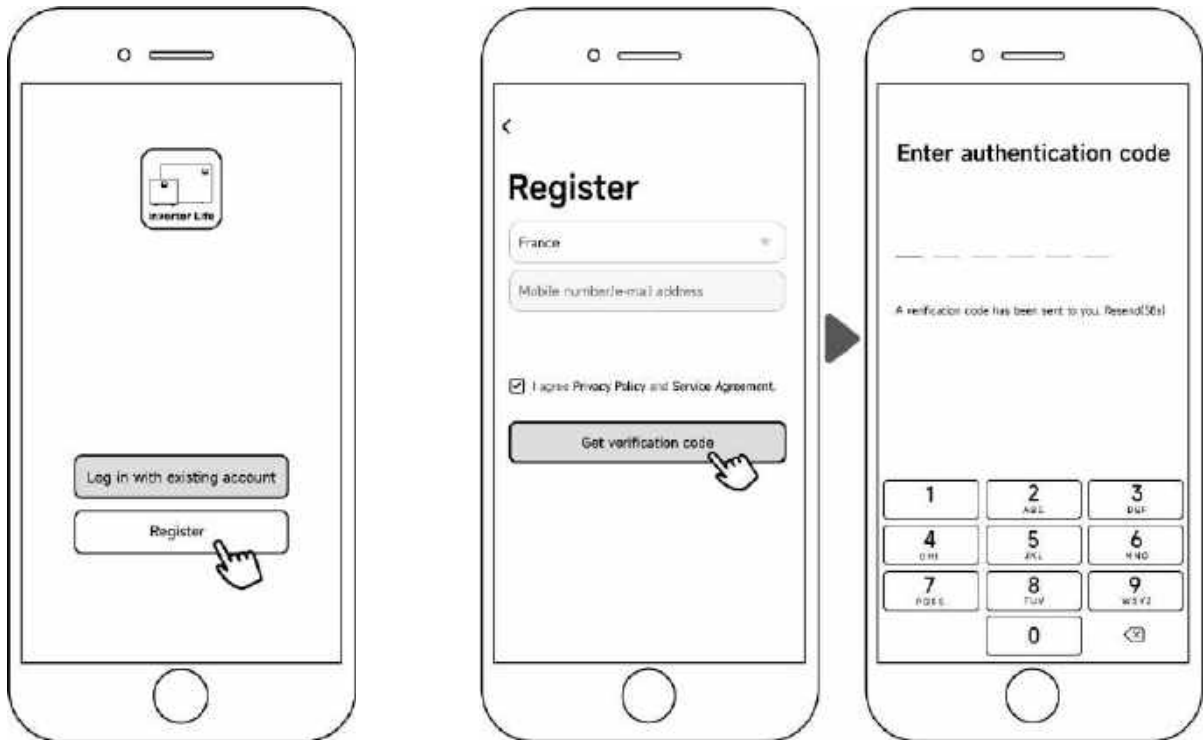 Inverter Life
Log in with existing account
Register
Register
France
Mobile number/e-mail address
I agree Privacy Policy and Service Agreement.
Get verification code
Enter authentication code
A verification code has been sent to you. Resend(58s)
1
2
ABC
3
DEF
4
GHI
5
JKL
6
MNO
7
PQRS
8
TUV
9
WXYZ
0